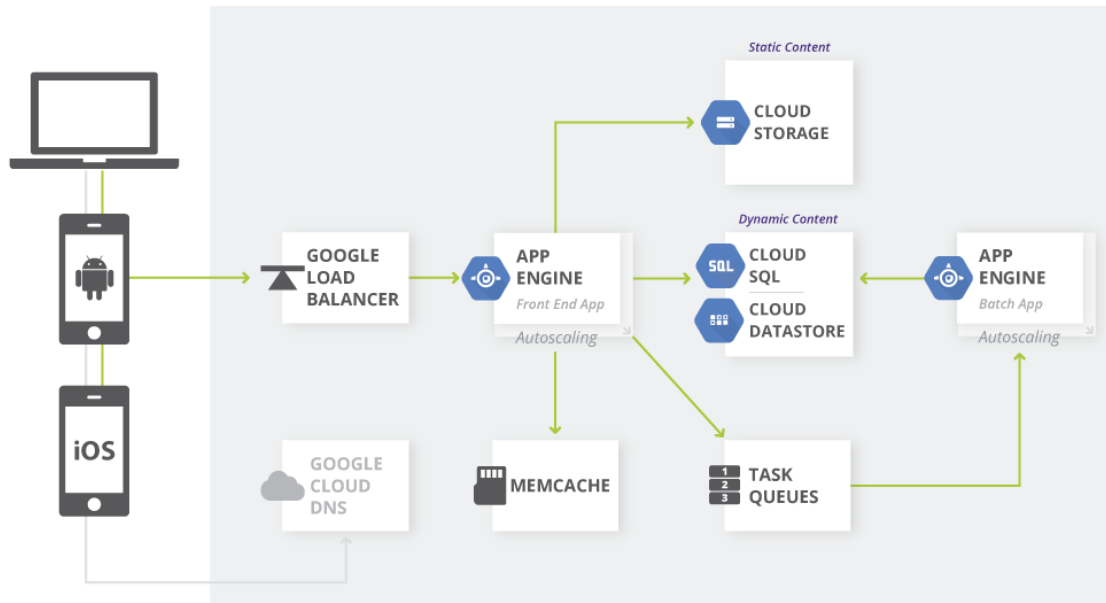 Static Content
CLOUD
STORAGE
Dynamic Content
GOOGLE
LOAD
BALANCER
APP
ENGINE
Front End App
Autoscaling
SQL
CLOUD
SQL
CLOUD
DATASTORE
APP
ENGINE
Batch App
Autoscaling
iOS
GOOGLE
CLOUD
DNS
MEMCACHE
1
2
3
TASK
QUEUES